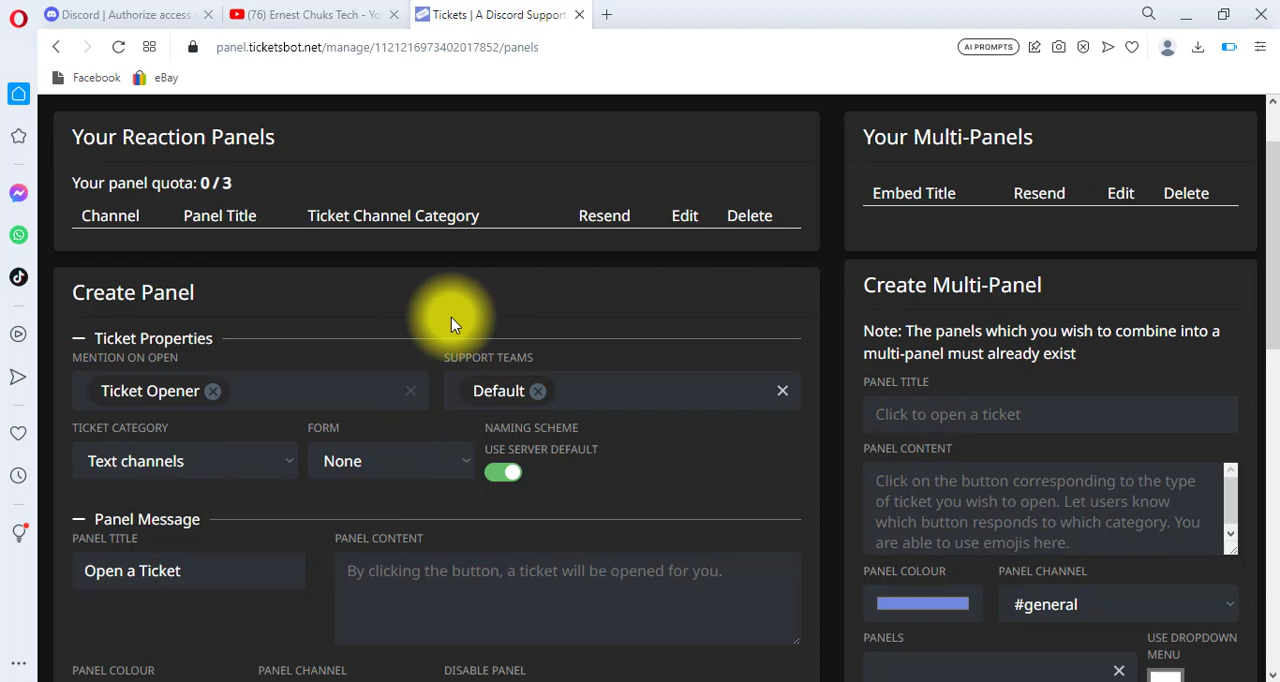 Discord | Authorize access
(76) Ernest Chuks Tech - Yo
Tickets | A Discord Support
panel.ticketsbot.net/manage/1121216973402017852/panels
AI PROMPTS
Facebook
eBay
Your Reaction Panels
Your panel quota: 0 / 3
Channel Panel Title Ticket Channel Category Resend Edit Delete
Create Panel
Ticket Properties
MENTION ON OPEN
SUPPORT TEAMS
Ticket Opener
Default
TICKET CATEGORY
FORM
NAMING SCHEME
USE SERVER DEFAULT
Text channels
None
Panel Message
PANEL TITLE
PANEL CONTENT
Open a Ticket
By clicking the button, a ticket will be opened for you.
PANEL COLOUR
PANEL CHANNEL
DISABLE PANEL
Your Multi-Panels
Embed Title Resend Edit Delete
Create Multi-Panel
Note: The panels which you wish to combine into a
multi-panel must already exist
PANEL TITLE
Click to open a ticket
PANEL CONTENT
Click on the button corresponding to the type
of ticket you wish to open. Let users know
which button responds to which category. You
are able to use emojis here.
PANEL COLOUR
PANEL CHANNEL
#general
PANELS
USE DROPDOWN
MENU